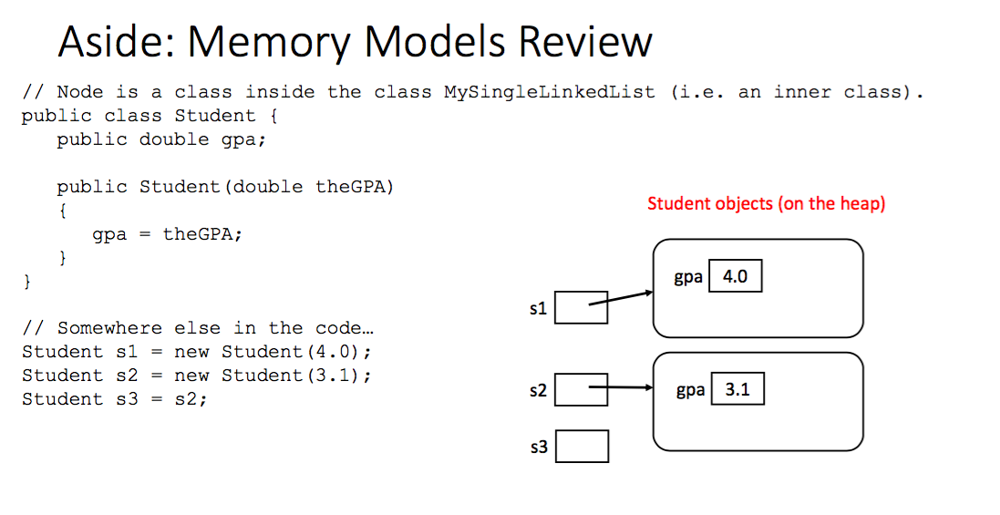 Aside: Memory Models Review
// Node is a class inside the class MySingleLinkedList (i.e. an inner class).
public class Student {
public double gpa;
public Student(double theGPA)
{
gpa = theGPA;
}
}
// Somewhere else in the code…
Student s1 = new Student(4.0);
Student s2 = new Student(3.1);
Student s3 = s2;
Student objects (on the heap)
gpa 4.0
s1
s2
gpa 3.1
s3